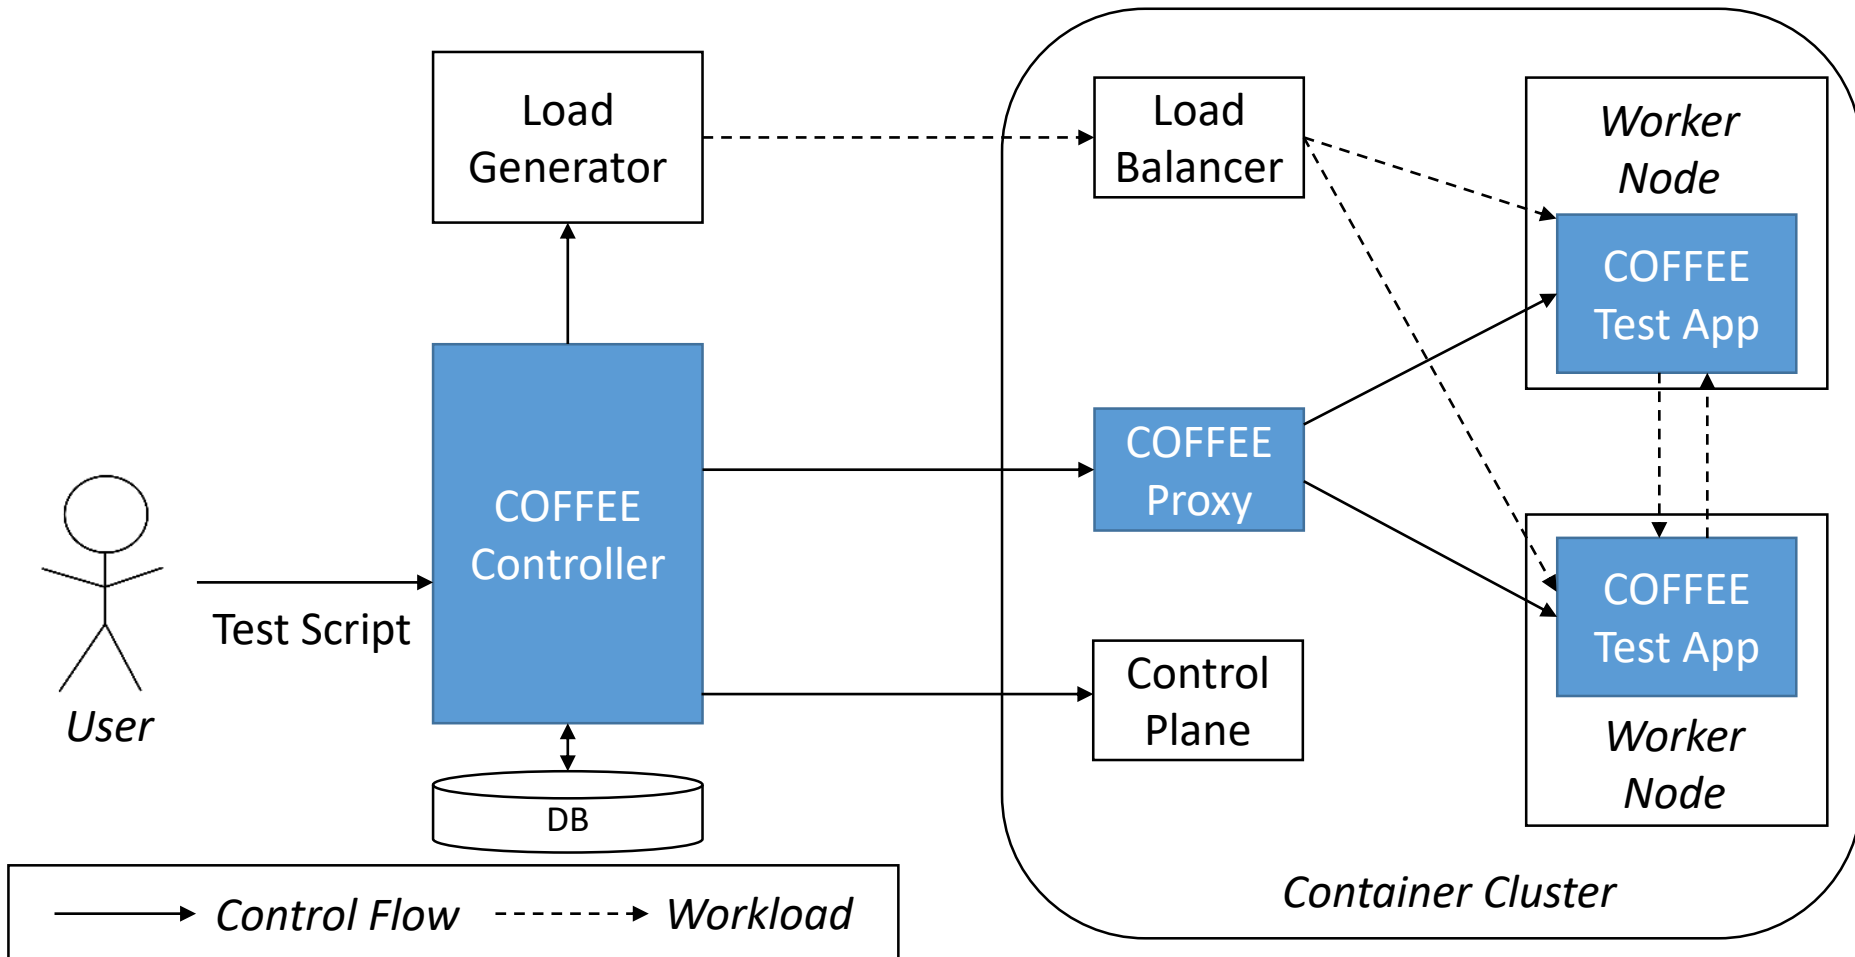 Load
Generator
Load
Balancer
Worker
Node
COFFEE
Test App
COFFEE
Controller
COFFEE
Proxy
Test Script
User
COFFEE
Test App
Worker
Node
Control
Plane
DB
Container Cluster
Control Flow
Workload